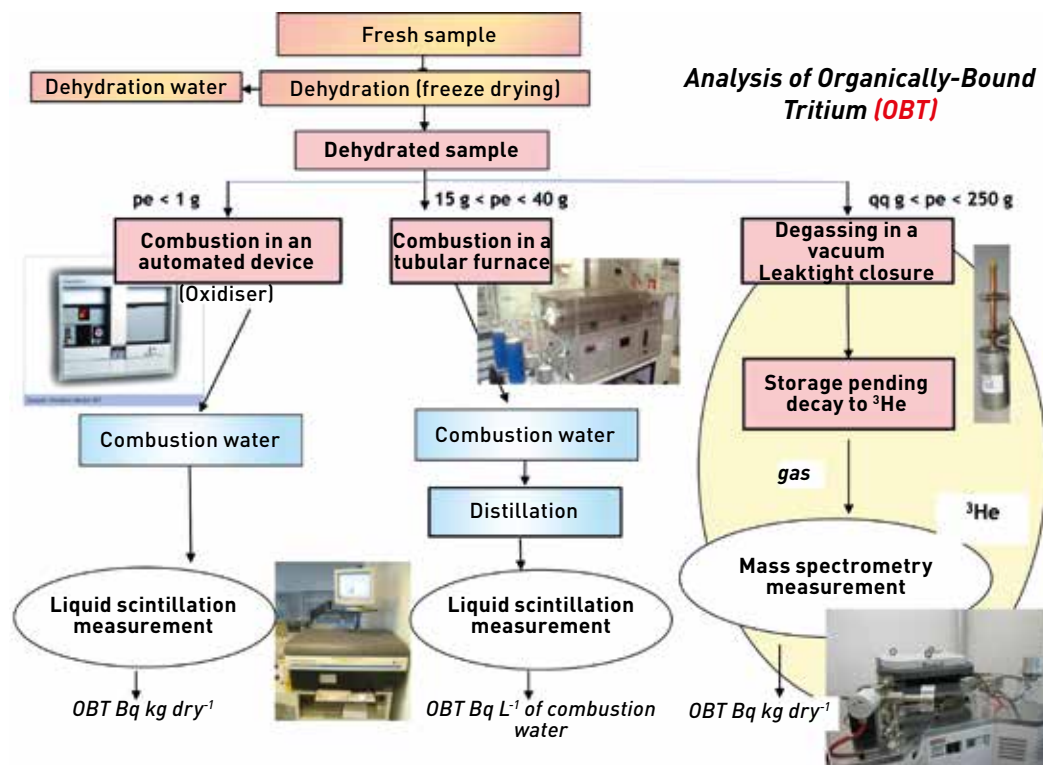 Fresh sample
Dehydration water
Dehydration (freeze drying)
Analysis of Organically-Bound
Tritium (OBT)
Dehydrated sample
pe < 1 g
15 g < pe < 40 g
qq g < pe < 250 g
Combustion in an
automated device
(Oxidiser)
Combustion in a
tubular furnace
Degassing in a
vacuum
Leaktight closure
Storage pending
decay to ³He
Combustion water
Combustion water
gas
Distillation
³He
Mass spectrometry
measurement
Liquid scintillation
measurement
Liquid scintillation
measurement
OBT Bq kg dry⁻¹
OBT Bq L⁻¹ of combustion
water
OBT Bq kg dry⁻¹